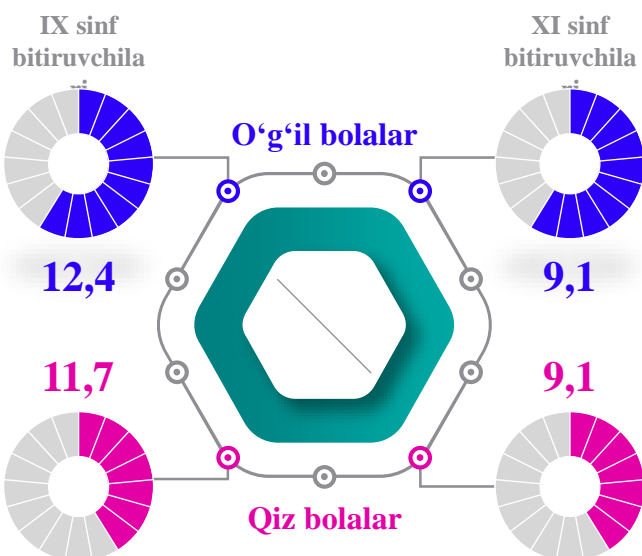 IX sinf
bitiruvchila
XI sinf
bitiruvchila
O‘g‘il bolalar
12,4
9,1
11,7
9,1
Qiz bolalar